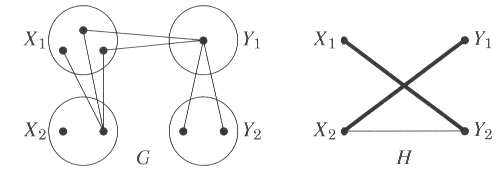 X₁ Y₁ X₁ Y₁
X₂ Y₂ X₂ Y₂
G H